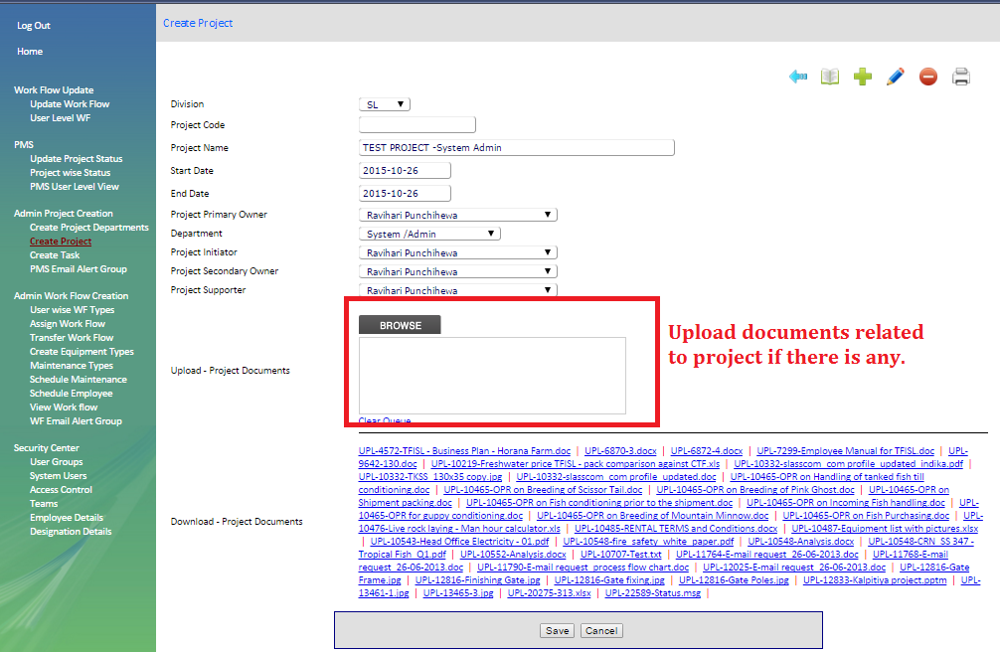 Log Out
Home
Work Flow Update
Update Work Flow
User Level WF
PMS
Update Project Status
Project wise Status
PMS User Level View
Admin Project Creation
Create Project Departments
Create Project
Create Task
PMS Email Alert Group
Admin Work Flow Creation
User wise WF Types
Assign Work Flow
Transfer Work Flow
Create Equipment Types
Maintenance Types
Schedule Maintenance
Schedule Employee
View Work flow
WF Email Alert Group
Security Center
User Groups
System Users
Access Control
Teams
Employee Details
Designation Details
Create Project
Division SL
Project Code
Project Name TEST PROJECT -System Admin
Start Date 2015-10-26
End Date 2015-10-26
Project Primary Owner Ravihari Punchihewa
Department System /Admin
Project Initiator Ravihari Punchihewa
Project Secondary Owner Ravihari Punchihewa
Project Supporter Ravihari Punchihewa
BROWSE
Upload - Project Documents
Clear Queue
Upload documents related
to project if there is any.
Download - Project Documents
UPL-4572-TFISL - Business Plan - Horana Farm.doc | UPL-6870-3.docx | UPL-6872-4.docx | UPL-7299-Employee Manual for TFISL.doc | UPL-
9642-130.doc | UPL-10219-Freshwater price TFISL - pack comparison against CTF.xls | UPL-10332-slasscom_com profile_updated_indika.pdf |
UPL-10332-TKSS_130x35 copy.jpg | UPL-10332-slasscom_com profile_updated.doc | UPL-10465-OPR on Handling of tanked fish till
conditioning.doc | UPL-10465-OPR on Breeding of Scissor Tail.doc | UPL-10465-OPR on Breeding of Pink Ghost.doc | UPL-10465-OPR on
Shipment packing.doc | UPL-10465-OPR on Fish conditioning prior to the shipment.doc | UPL-10465-OPR on Incoming Fish handling.doc | UPL-
10465-OPR for guppy conditioning.doc | UPL-10465-OPR on Breeding of Mountain Minnow.doc | UPL-10465-OPR on Fish Purchasing.doc | UPL-
10476-Live rock laying - Man hour calculator.xls | UPL-10485-RENTAL TERMS and Conditions.docx | UPL-10487-Equipment list with pictures.xlsx
| UPL-10543-Head Office Electricity - 01.pdf | UPL-10548-fire_safety_white_paper.pdf | UPL-10548-Analysis.docx | UPL-10548-CRN_SS 347 -
Tropical Fish_Q1.pdf | UPL-10552-Analysis.docx | UPL-10707-Test.txt | UPL-11764-E-mail request_26-06-2013.doc | UPL-11768-E-mail
request_26-06-2013.doc | UPL-11790-E-mail request_process flow chart.doc | UPL-12025-E-mail request_26-06-2013.doc | UPL-12816-Gate
Frame.jpg | UPL-12816-Finishing Gate.jpg | UPL-12816-Gate fixing.jpg | UPL-12816-Gate Poles.jpg | UPL-12833-Kalpitiya project.pptm | UPL-
13461-1.jpg | UPL-13465-3.jpg | UPL-20275-313.xlsx | UPL-22589-Status.msg |
Save Cancel